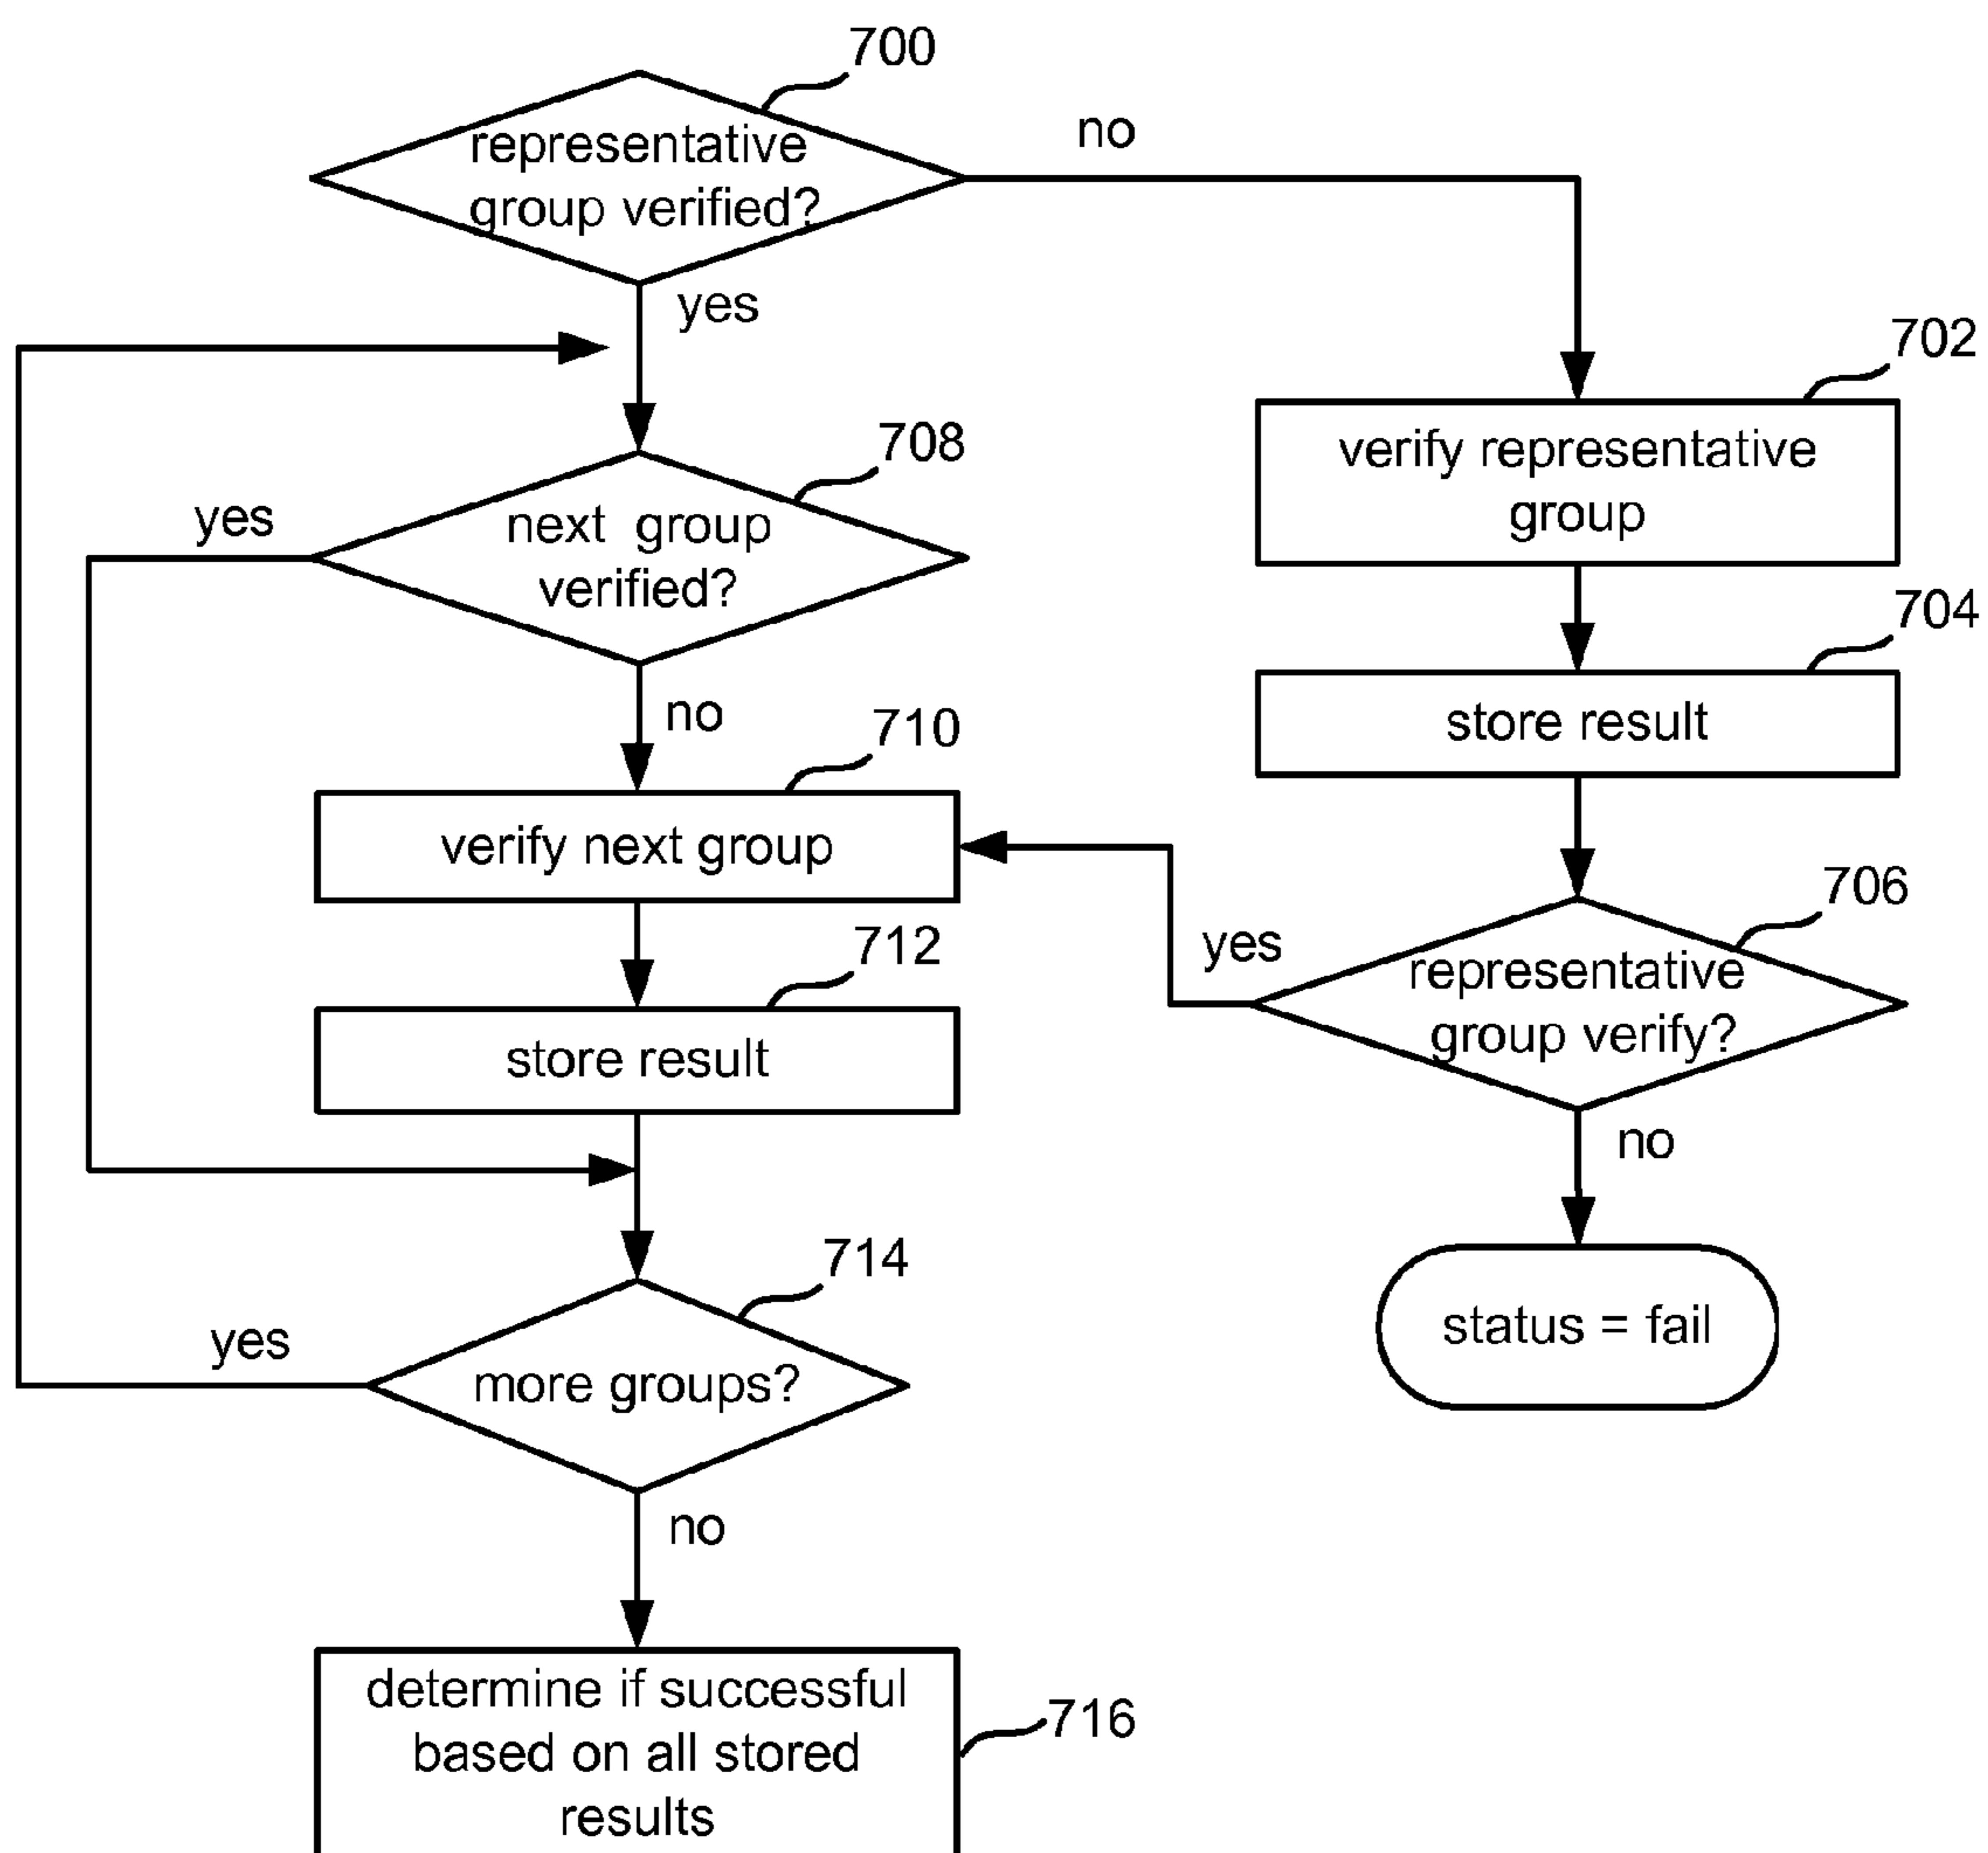 700
representative
group verified?
no
yes
702
verify representative
group
708
next group
verified?
yes
no
704
store result
710
verify next group
706
representative
group verify?
yes
no
712
store result
714
more groups?
yes
no
status = fail
716
determine if successful
based on all stored
results